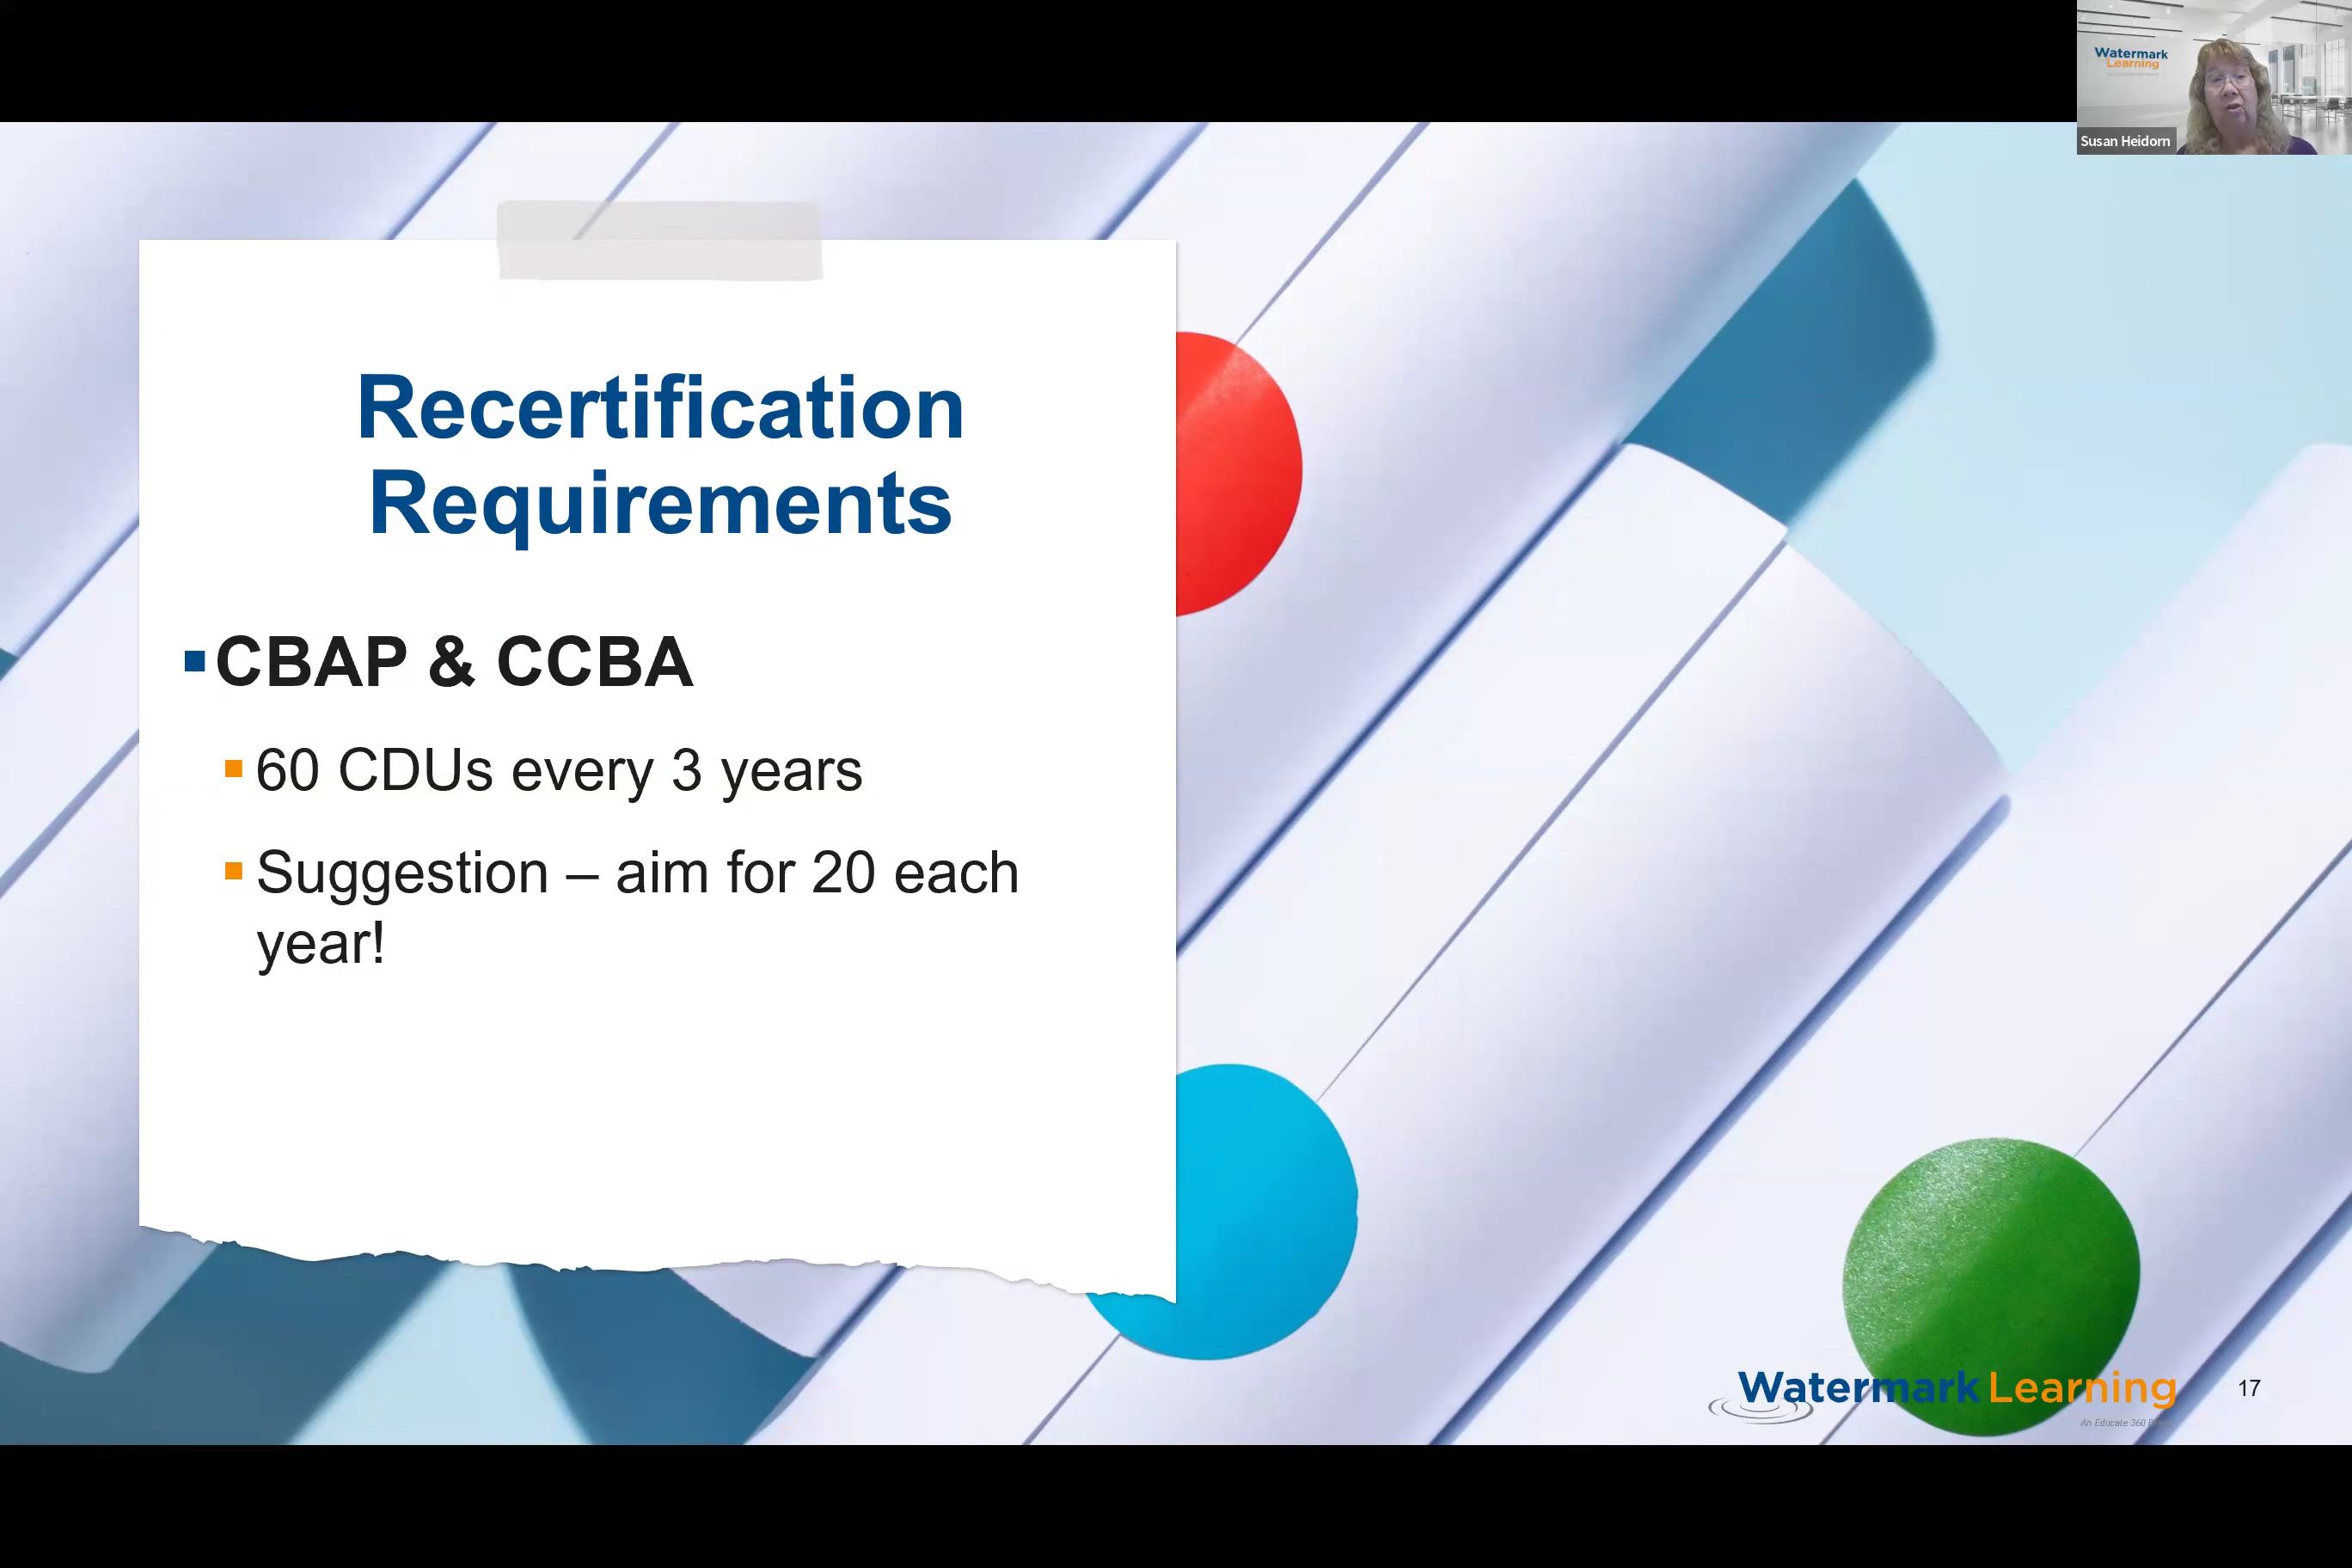 Watermark
Learning
Susan Heidorn
Recertification
Requirements
▪CBAP & CCBA
▪60 CDUs every 3 years
▪Suggestion – aim for 20 each
year!
Watermark Learning
An Educate 360
17